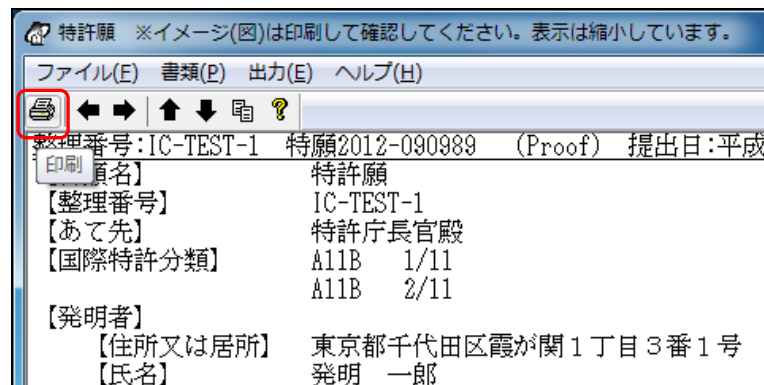 特許願 ※イメージ(図)は印刷して確認してください。表示は縮小しています。
ファイル(F) 書類(P) 出力(E) ヘルプ(H)
整理番号:IC-TEST-1 特願2012-090989 (Proof) 提出日:平成
印刷 願名】 特許願
【整理番号】 IC-TEST-1
【あて先】 特許庁長官殿
【国際特許分類】 A11B 1/11
A11B 2/11
【発明者】
【住所又は居所】 東京都千代田区霞が関1丁目3番1号
【氏名】 発明 一郎